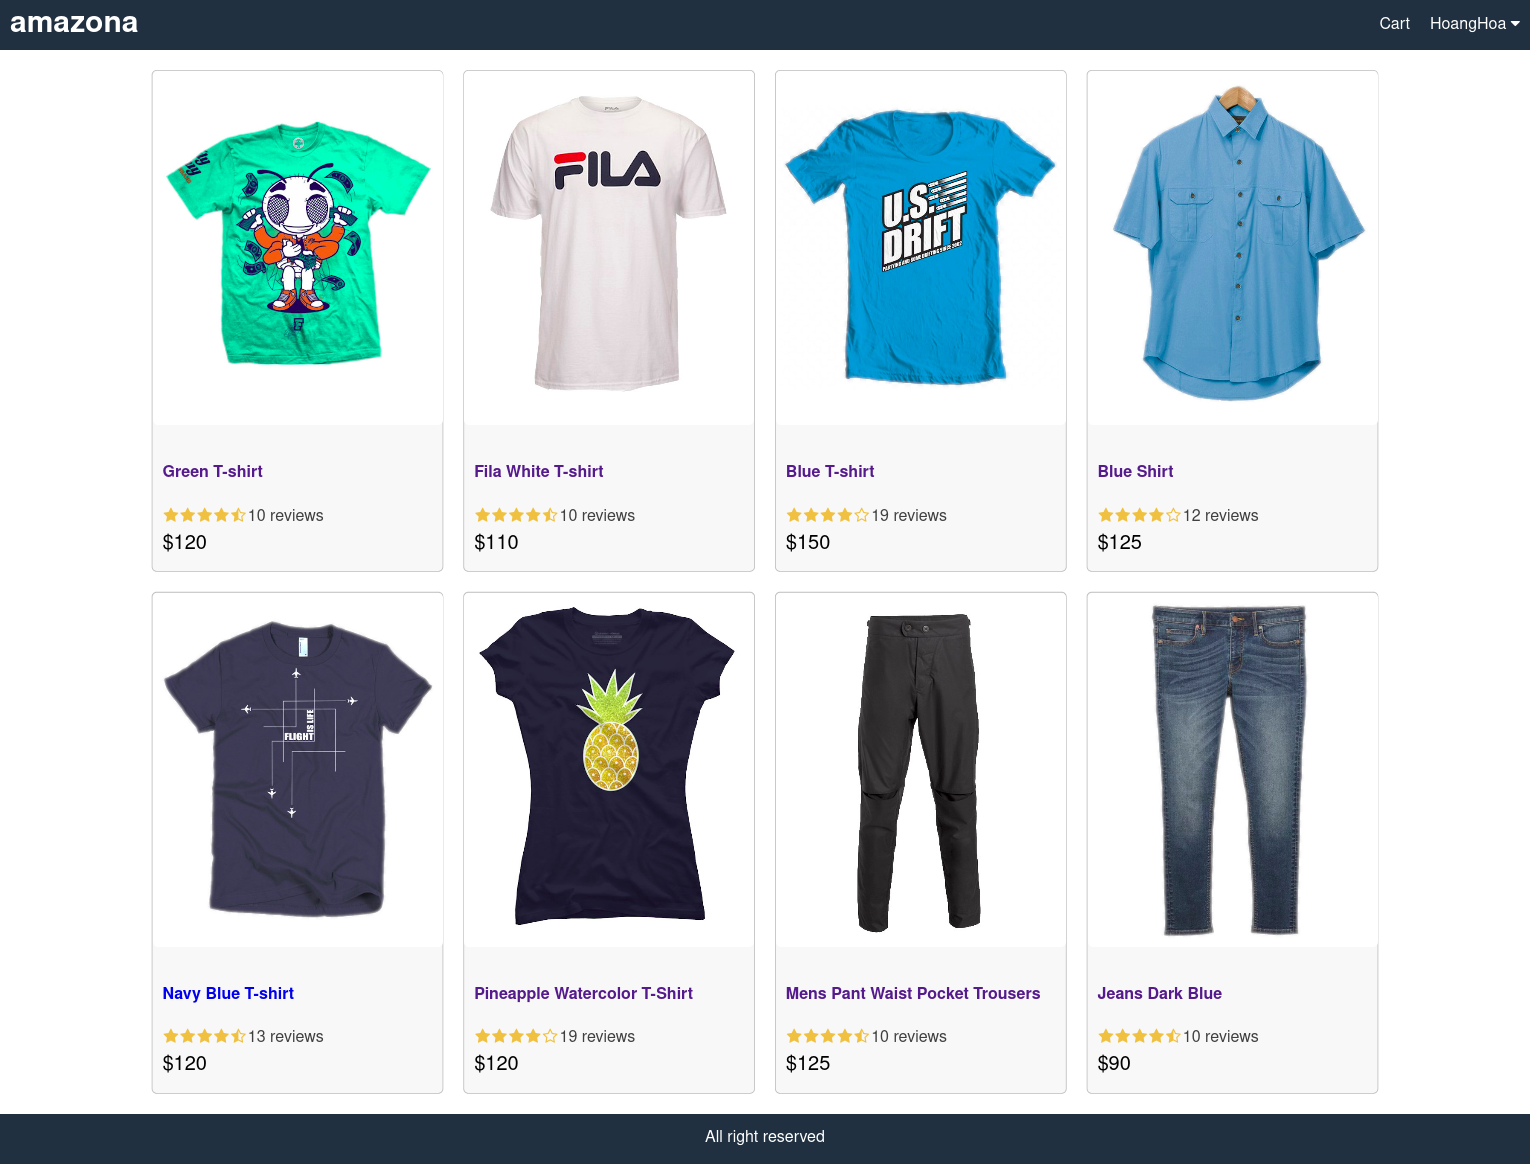 amazona
Cart HoangHoa
FILA
U.S.
DRIFT
Green T-shirt
Fila White T-shirt
Blue T-shirt
Blue Shirt
10 reviews
10 reviews
19 reviews
12 reviews
$120
$110
$150
$125
FLIGHT
IS LIFE
Navy Blue T-shirt
Pineapple Watercolor T-Shirt
Mens Pant Waist Pocket Trousers
Jeans Dark Blue
13 reviews
19 reviews
10 reviews
10 reviews
$120
$120
$125
$90
All right reserved